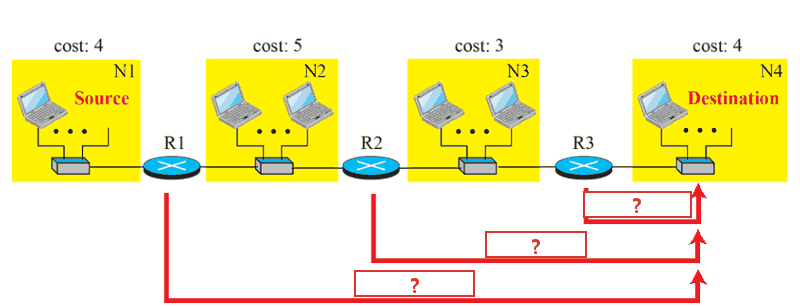 cost: 4
cost: 5
cost: 3
cost: 4
N1
N2
N3
N4
Source
Destination
R1
R2
R3
?
?
?